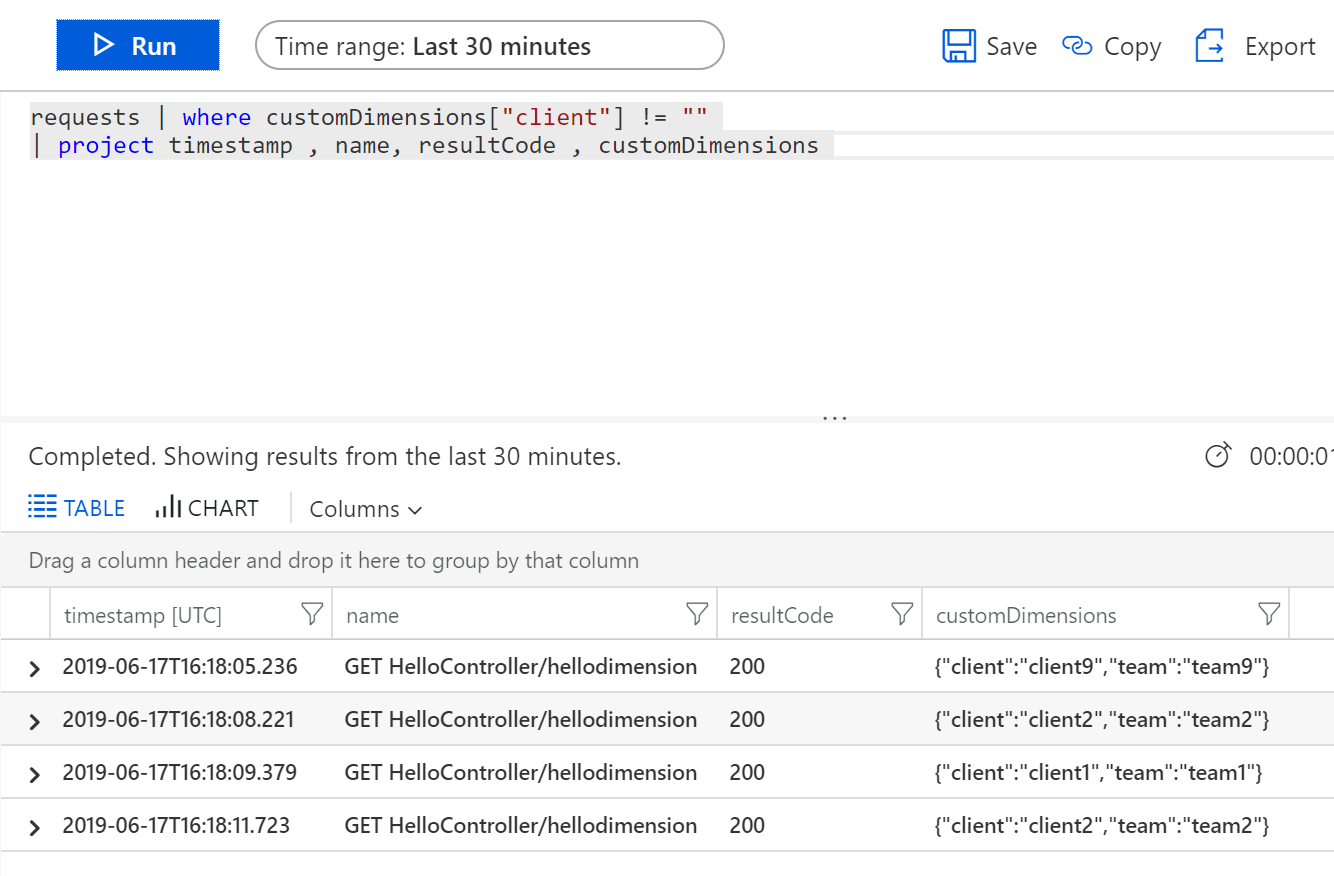 Run Time range: Last 30 minutes Save Copy Export
requests | where customDimensions["client"] != ""
| project timestamp , name, resultCode , customDimensions
...
Completed. Showing results from the last 30 minutes. 00:00:01
TABLE CHART Columns
Drag a column header and drop it here to group by that column
timestamp [UTC] name resultCode customDimensions
2019-06-17T16:18:05.236 GET HelloController/hellodimension 200 {"client":"client9","team":"team9"}
2019-06-17T16:18:08.221 GET HelloController/hellodimension 200 {"client":"client2","team":"team2"}
2019-06-17T16:18:09.379 GET HelloController/hellodimension 200 {"client":"client1","team":"team1"}
2019-06-17T16:18:11.723 GET HelloController/hellodimension 200 {"client":"client2","team":"team2"}